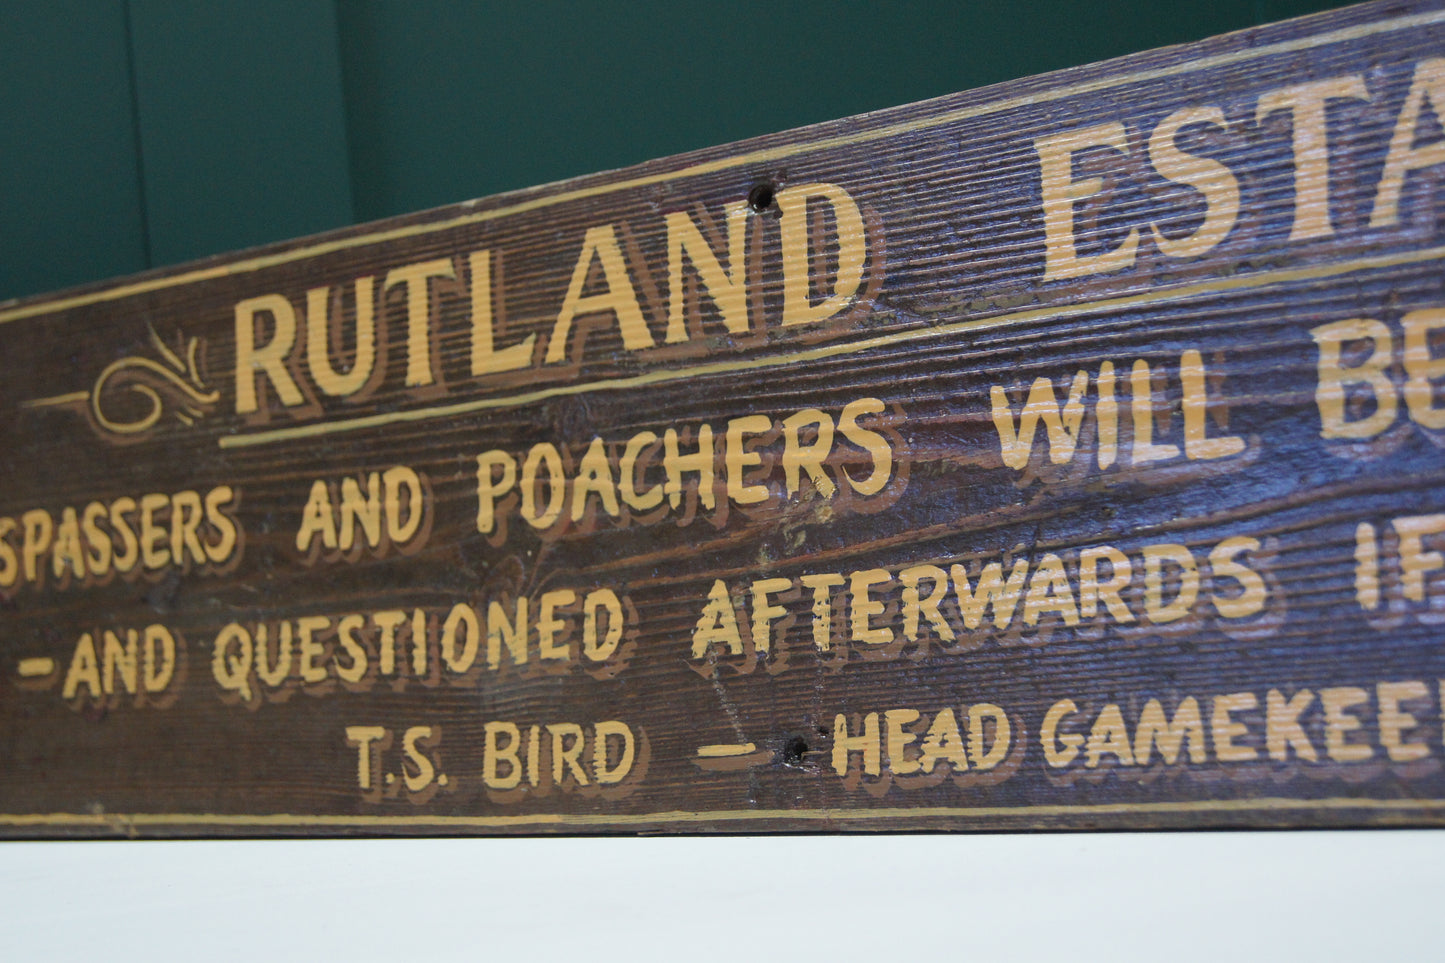 RUTLAND ESTA
SPASSERS AND POACHERS WILL BE
-AND QUESTIONED AFTERWARDS IF
T.S. BIRD - HEAD GAMEKEE